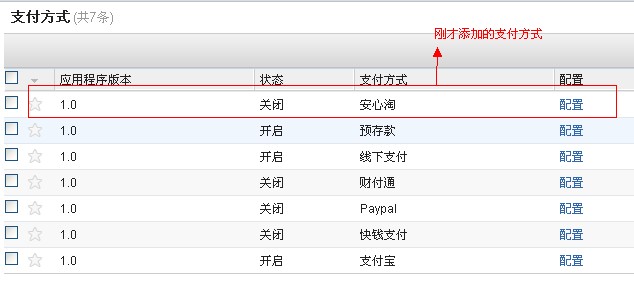 支付方式 (共7条)
刚才添加的支付方式
应用程序版本 状态 支付方式 配置
1.0 关闭 安心淘 配置
1.0 开启 预存款 配置
1.0 开启 线下支付 配置
1.0 关闭 财付通 配置
1.0 关闭 Paypal 配置
1.0 关闭 快钱支付 配置
1.0 开启 支付宝 配置